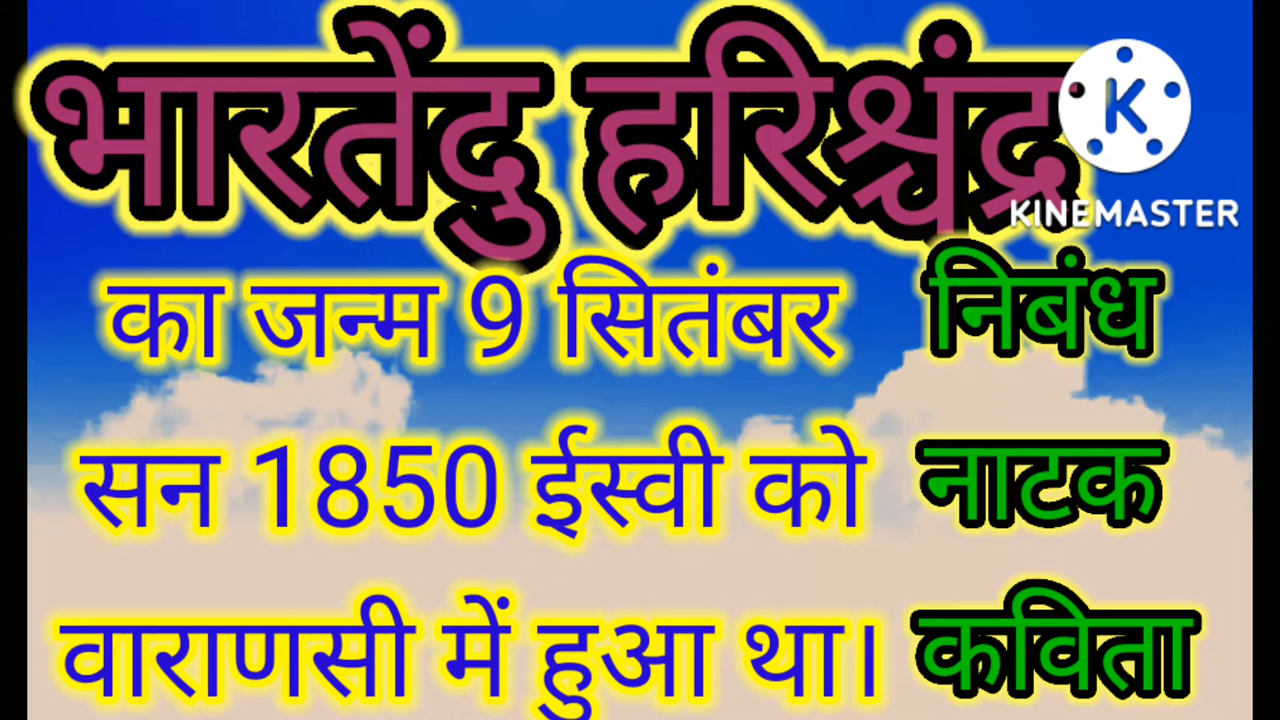 भारतेंदु हरिश्चंद्र
K
KINEMASTER
का जन्म 9 सितंबर
सन 1850 ईस्वी को
वाराणसी में हुआ था।
निबंध
नाटक
कविता